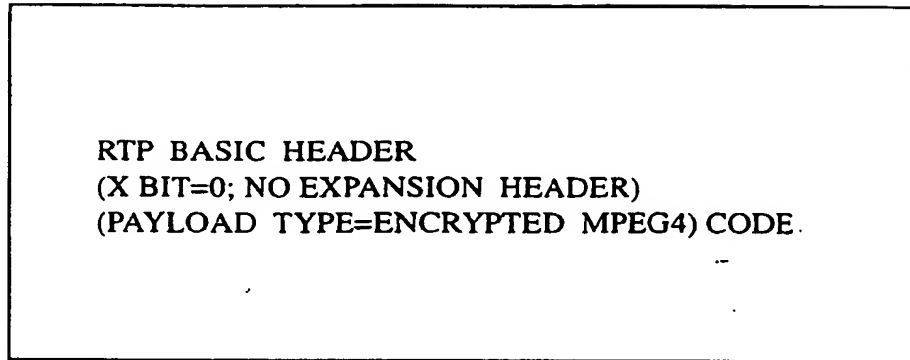 RTP BASIC HEADER
(X BIT=0; NO EXPANSION HEADER)
(PAYLOAD TYPE=ENCRYPTED MPEG4) CODE.